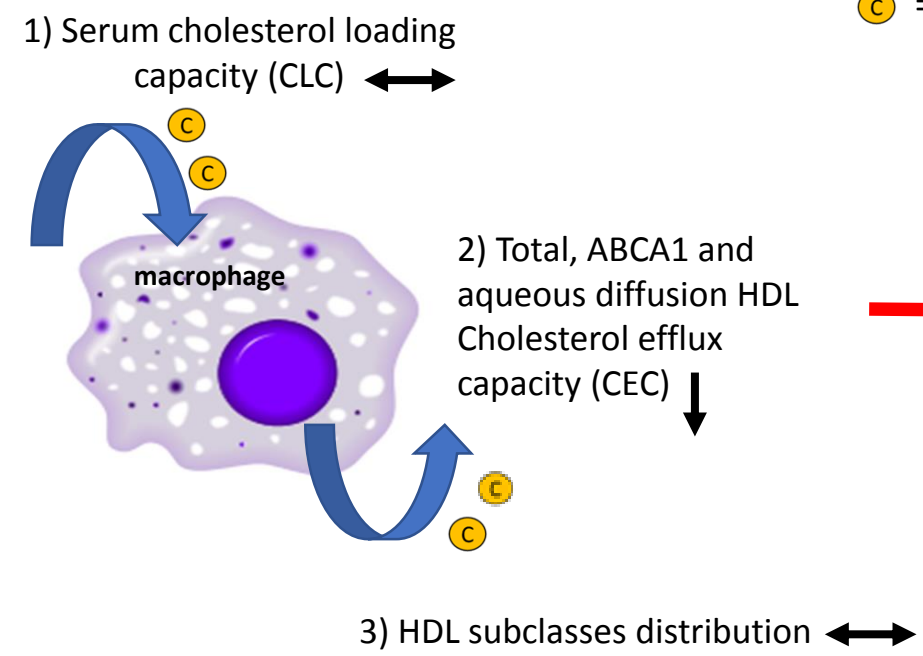 C =
1) Serum cholesterol loading
capacity (CLC)
C
C
macrophage
2) Total, ABCA1 and
aqueous diffusion HDL
Cholesterol efflux
capacity (CEC)
C
C
3) HDL subclasses distribution